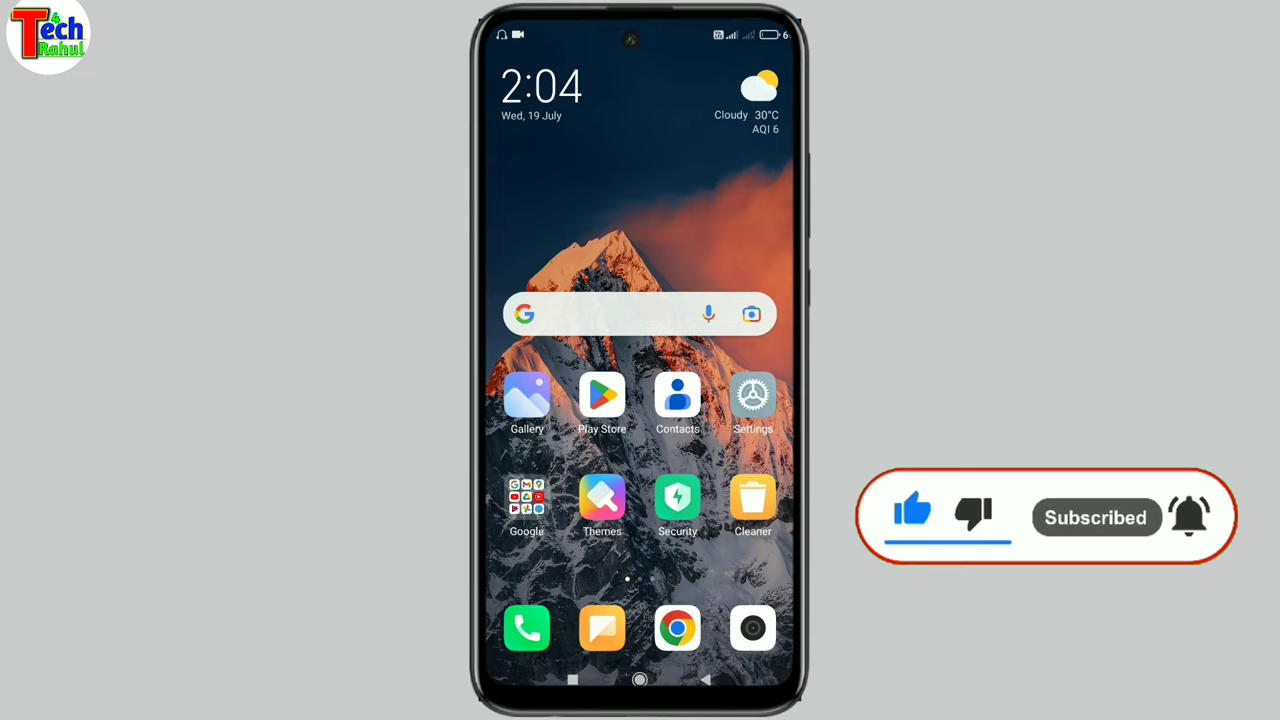 T4ech
Rahul
2:04
Wed, 19 July
Cloudy 30°C
AQI 6
Gallery
Play Store
Contacts
Settings
Google
Themes
Security
Cleaner
Subscribed